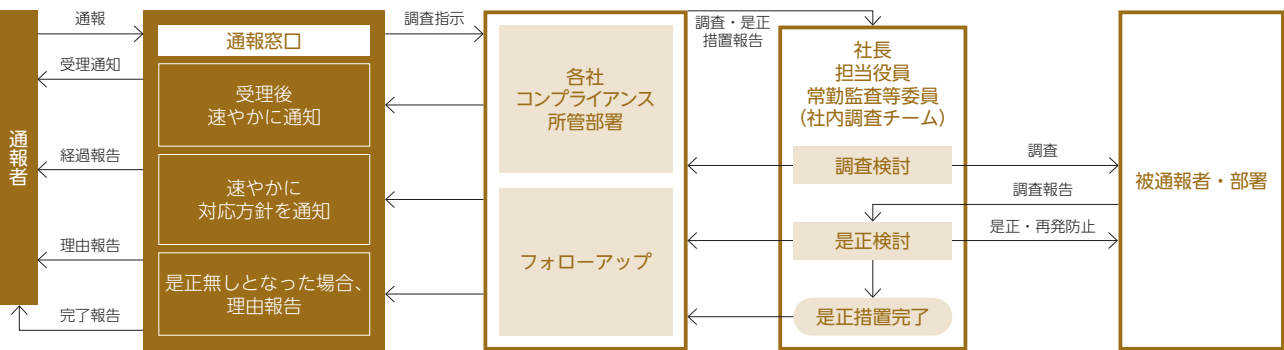 通報者
通報
受理通知
経過報告
理由報告
完了報告
通報窓口
受理後
速やかに通知
速やかに
対応方針を通知
是正無しとなった場合、
理由報告
調査指示
各社
コンプライアンス
所管部署
フォローアップ
調査・是正
措置報告
社長
担当役員
常勤監査等委員
(社内調査チーム)
調査検討
是正検討
是正措置完了
調査
調査報告
是正・再発防止
被通報者・部署